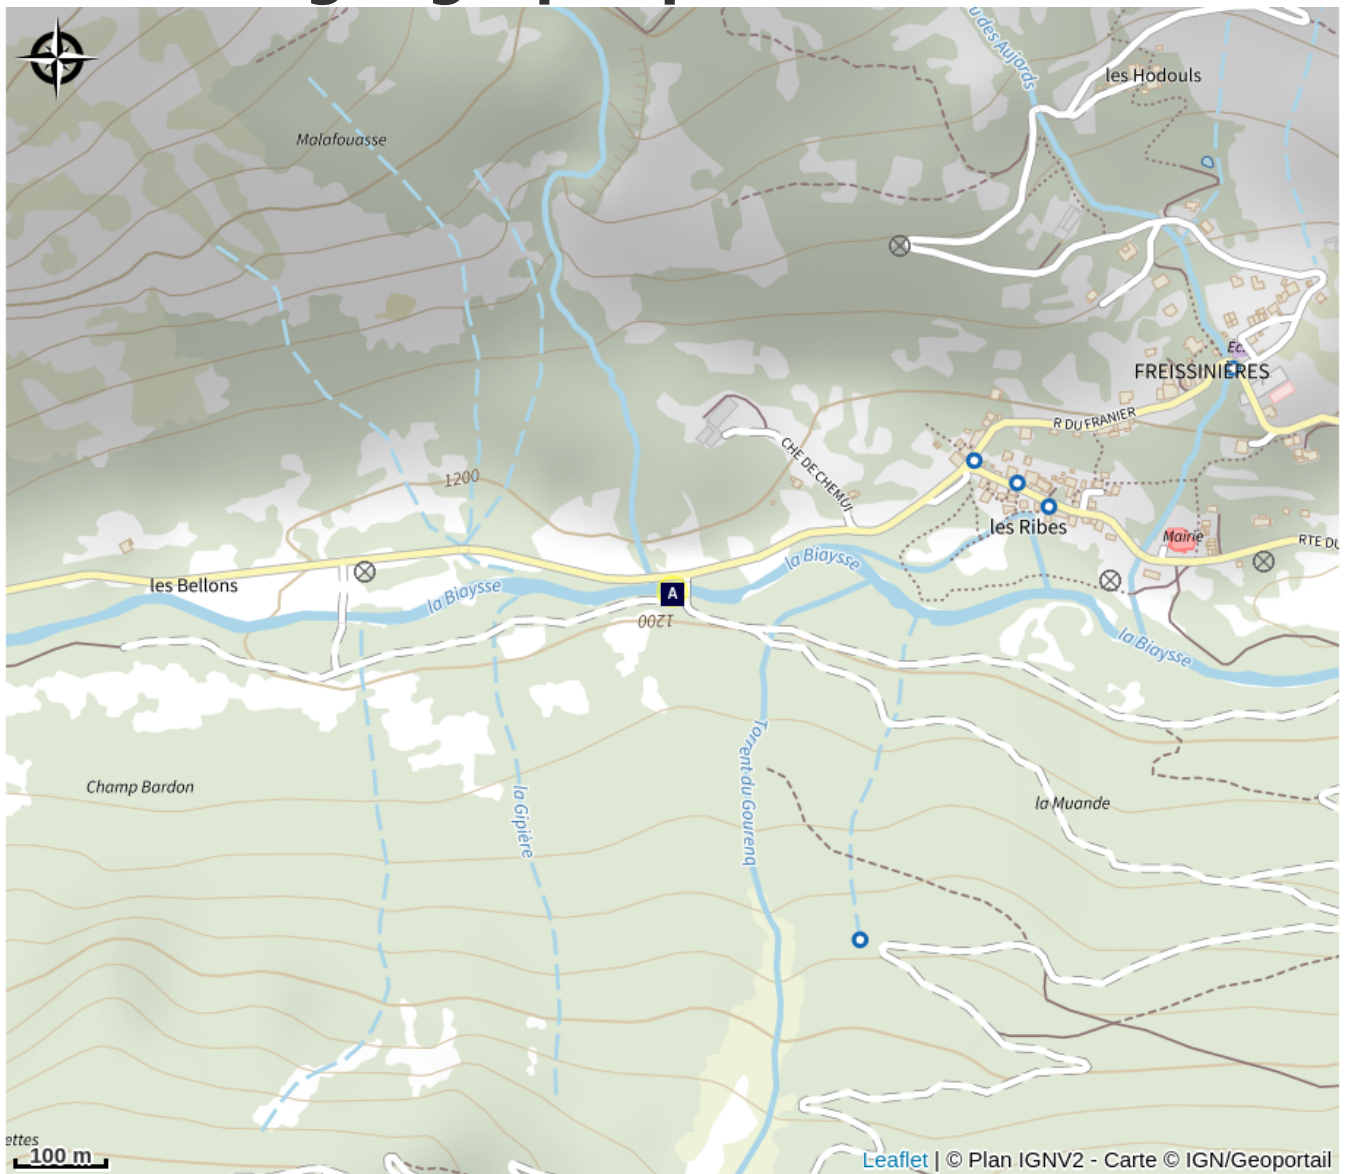 u des Aujards
les Hodouls
Malafouasse
FREISSINIÈRES
R DU FRANIER
CHE DE CHEMUI
1200
les Ribes
Mairie
RTE DU
la Biaysse
les Bellons
la Biaysse
A
1200
la Biaysse
Torrent du Gourenq
Champ Bardon
la Gipière
la Muande
ettes
100 m
Leaflet | © Plan IGNV2 - Carte © IGN/Geoportail